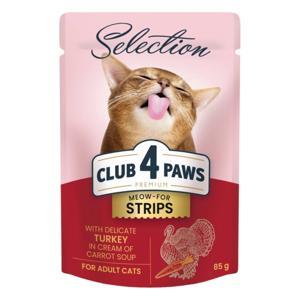 Selection
CLUB 4 PAWS
PREMIUM
MEOW-FOR
STRIPS
WITH DELICATE
TURKEY
IN CREAM OF
CARROT SOUP
FOR ADULT CATS
85 g